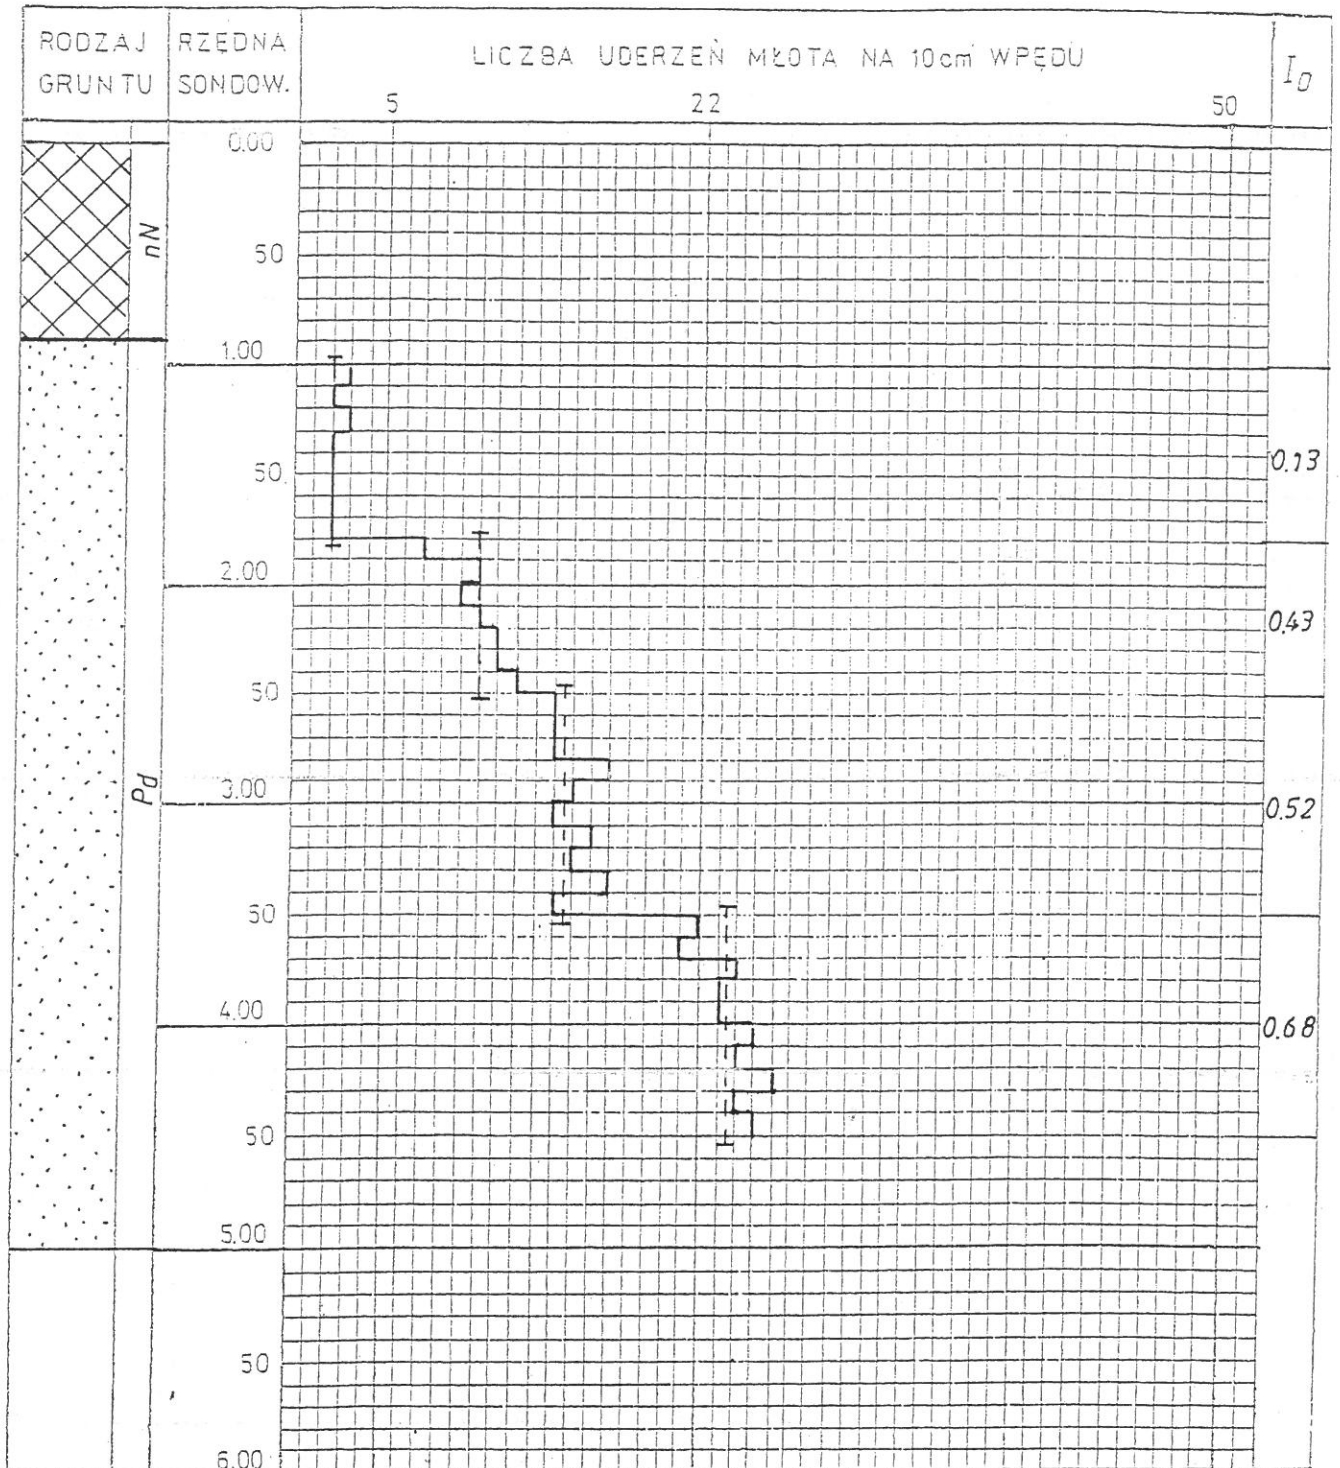 RODZAJ GRUNTU
RZĘDNA SONDOW.
LICZBA UDERZEŃ MŁOTA NA 10cm WPĘDU
I_D
5 22 50
0.00
nN
50
1.00
0.13
50
2.00
0.43
50
Pd
3.00
0.52
50
4.00
0.68
50
5.00
50
6.00